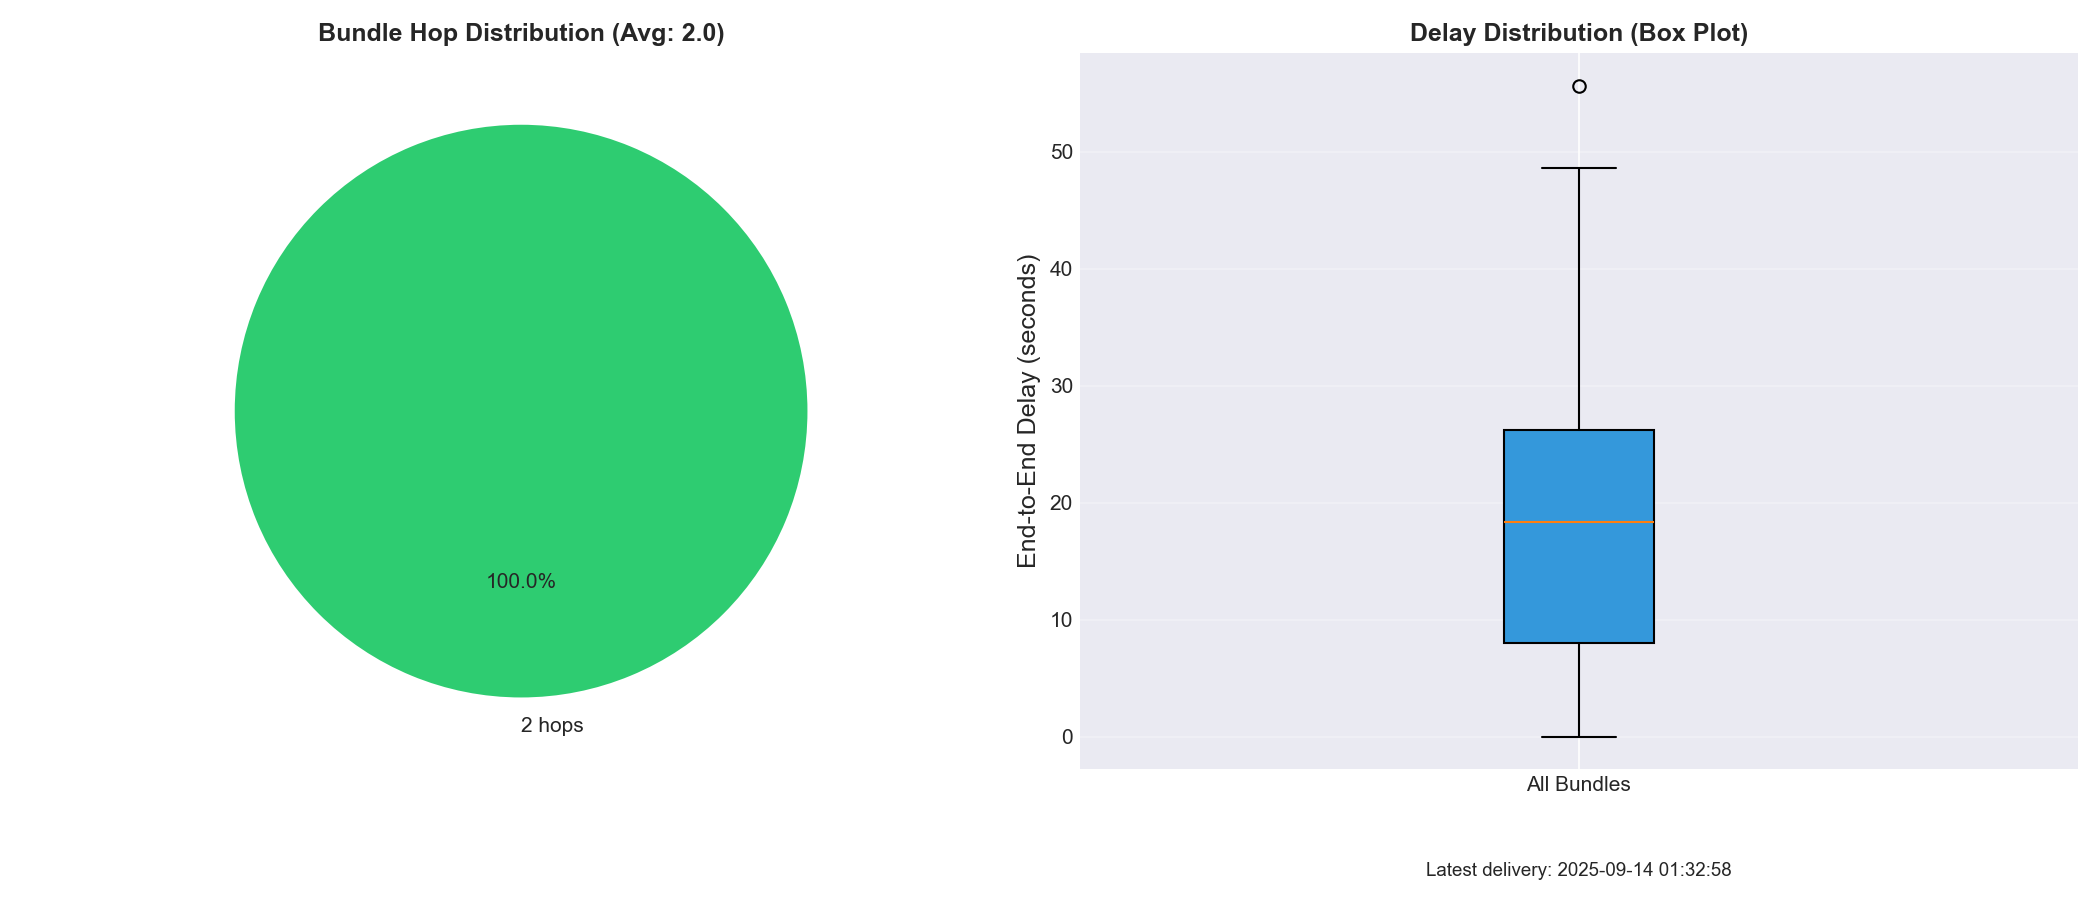 Bundle Hop Distribution (Avg: 2.0)
100.0%
2 hops
Delay Distribution (Box Plot)
End-to-End Delay (seconds)
50
40
30
20
10
0
All Bundles
Latest delivery: 2025-09-14 01:32:58